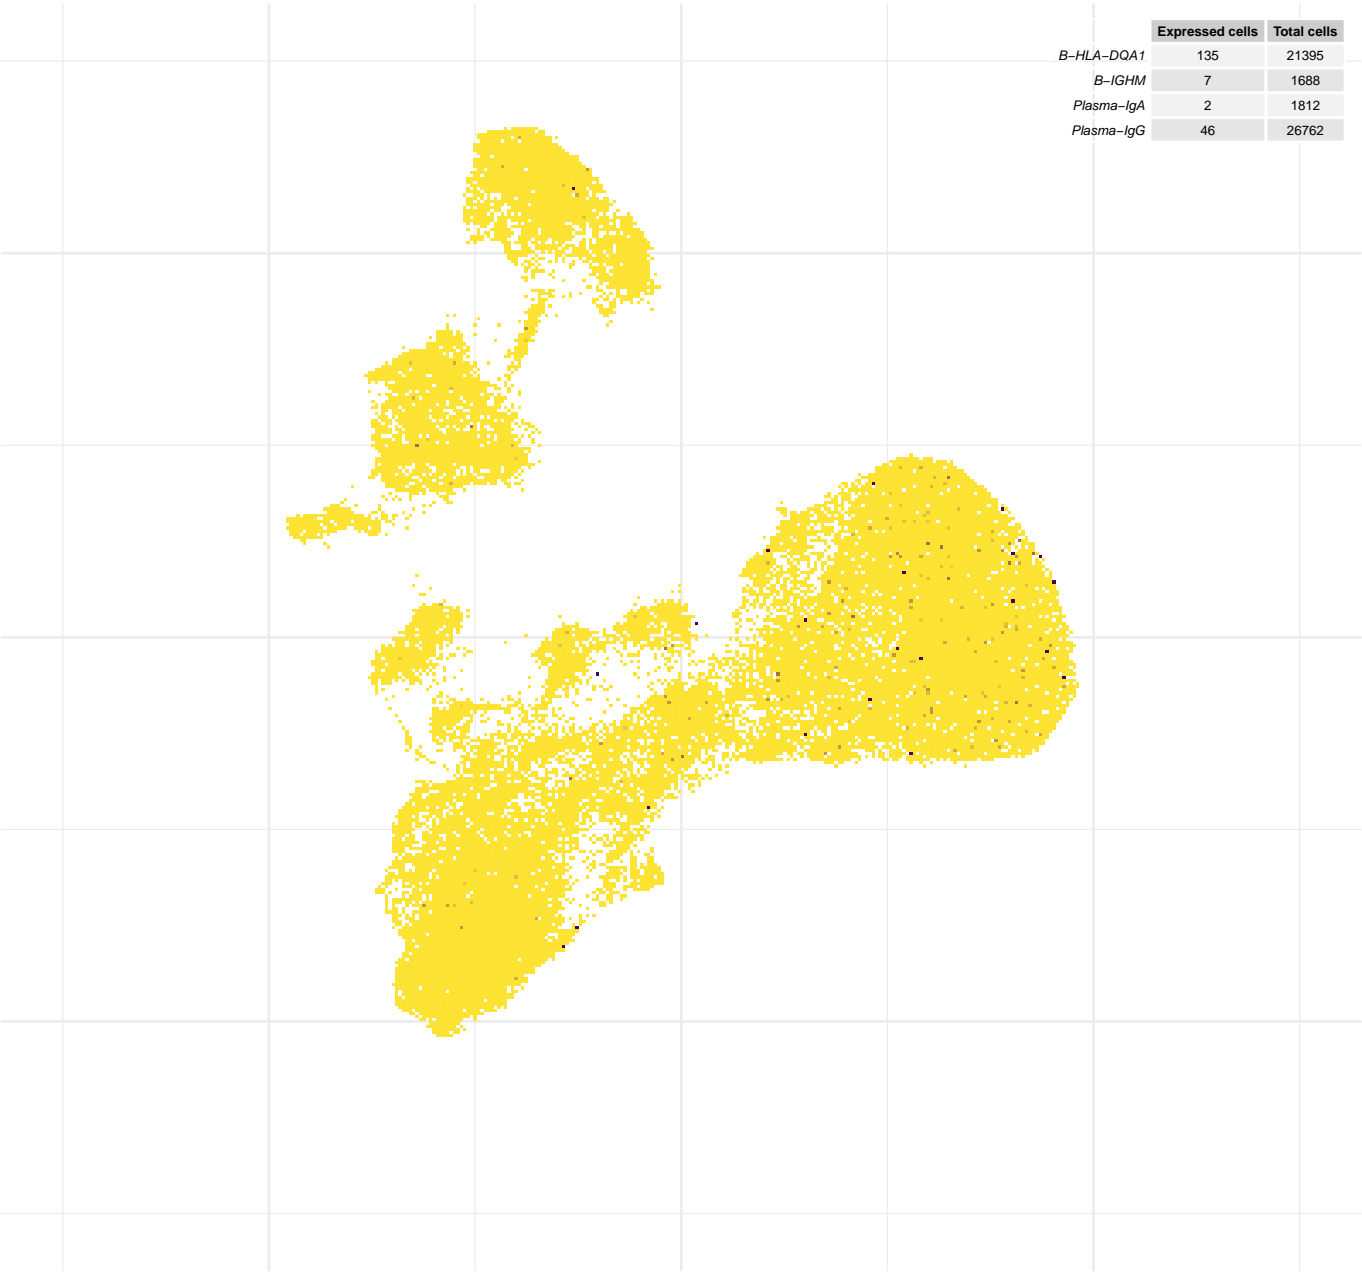 Expressed cells Total cells
B−HLA−DQA1 135 21395
B−IGHM 7 1688
Plasma−IgA 2 1812
Plasma−IgG 46 26762